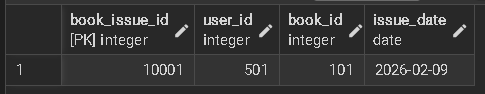 book_issue_id user_id book_id issue_date
[PK] integer integer integer date
1 10001 501 101 2026-02-09